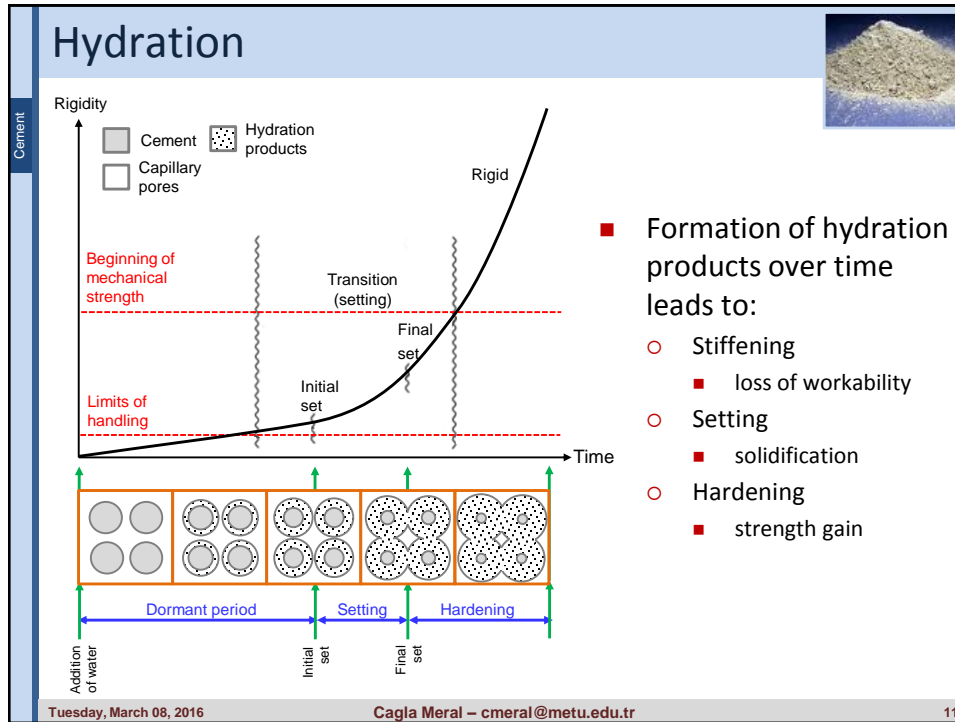 Hydration
Cement
Rigidity
Cement
Hydration
products
Capillary
pores
Rigid
Beginning of
mechanical
strength
Transition
(setting)
Final
set
Initial
set
Limits of
handling
Time
Dormant period
Setting
Hardening
Addition
of water
Initial
set
Final
set
■ Formation of hydration
products over time
leads to:
○ Stiffening
■ loss of workability
○ Setting
■ solidification
○ Hardening
■ strength gain
Tuesday, March 08, 2016
Cagla Meral – cmeral@metu.edu.tr
11